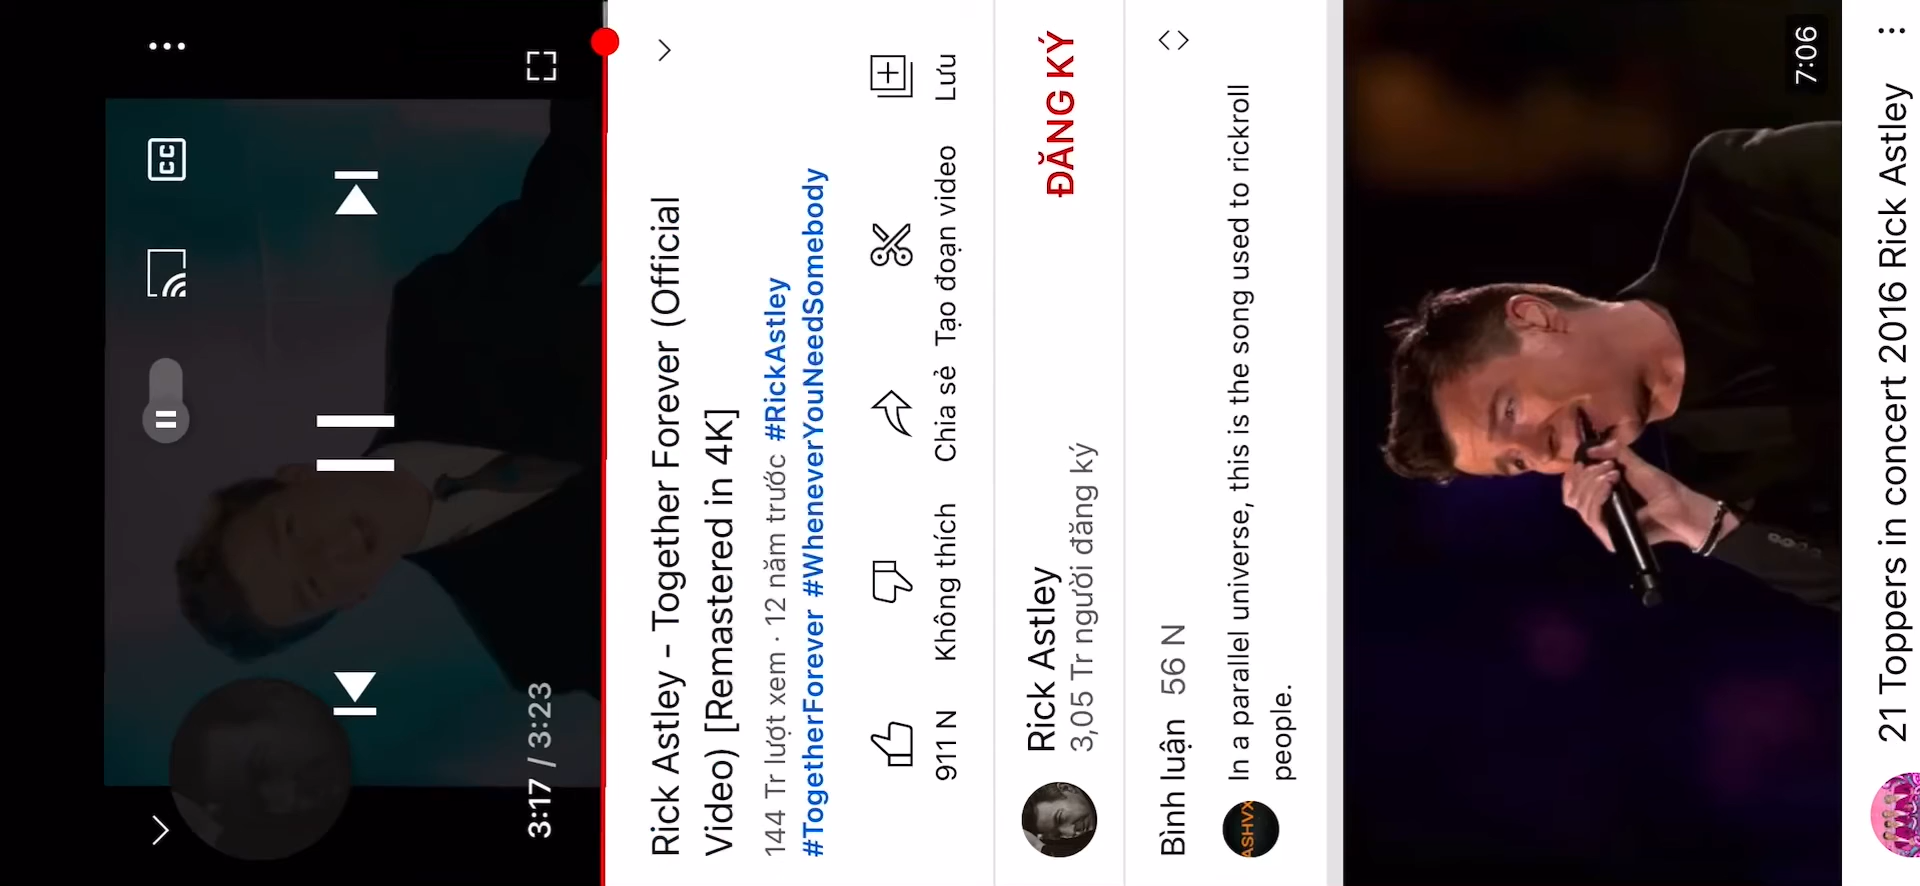 CC
3:17 / 3:23
Rick Astley - Together Forever (Official
Video) [Remastered in 4K]
144 Tr lượt xem · 12 năm trước #RickAstley
#TogetherForever #WheneverYouNeedSomebody
911 N
Không thích
Chia sẻ
Tạo đoạn video
Lưu
Rick Astley
3,05 Tr người đăng ký
ĐĂNG KÝ
Bình luận 56 N
ASHVX
In a parallel universe, this is the song used to rickroll
people.
7:06
21 Toppers in concert 2016 Rick Astley